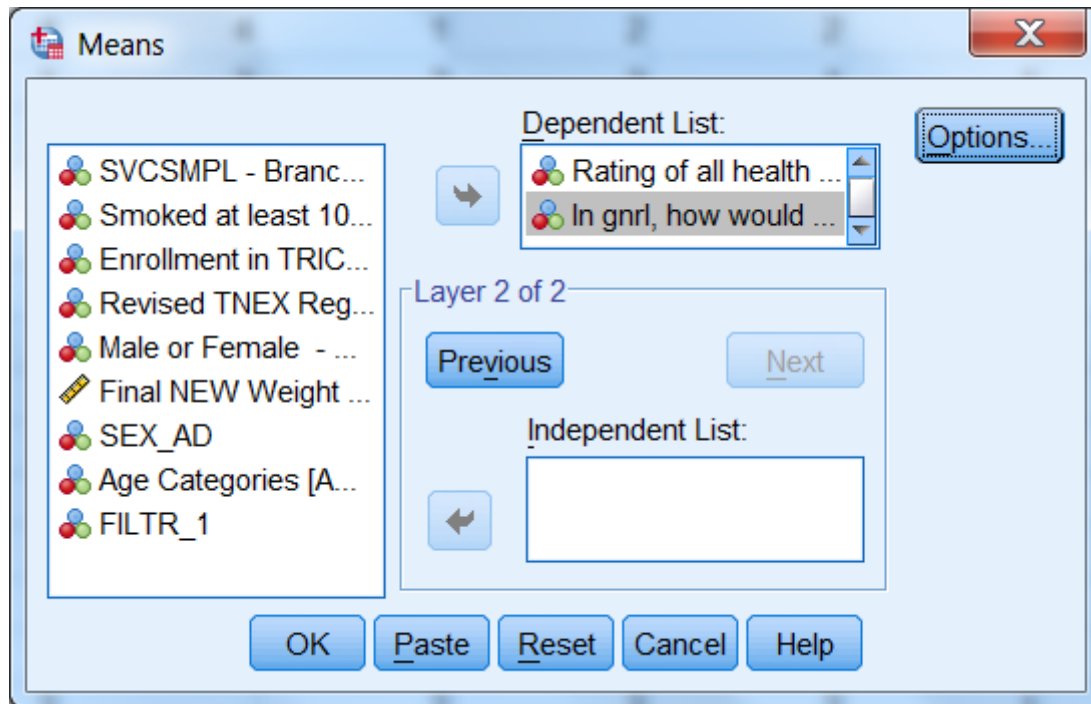 Means
Dependent List:
Options...
SVCSMPL - Branc...
Smoked at least 10...
Enrollment in TRIC...
Revised TNEX Reg...
Male or Female - ...
Final NEW Weight ...
SEX_AD
Age Categories [A...
FILTR_1
Rating of all health ...
In gnrl, how would ...
Layer 2 of 2
Previous
Next
Independent List:
OK
Paste
Reset
Cancel
Help